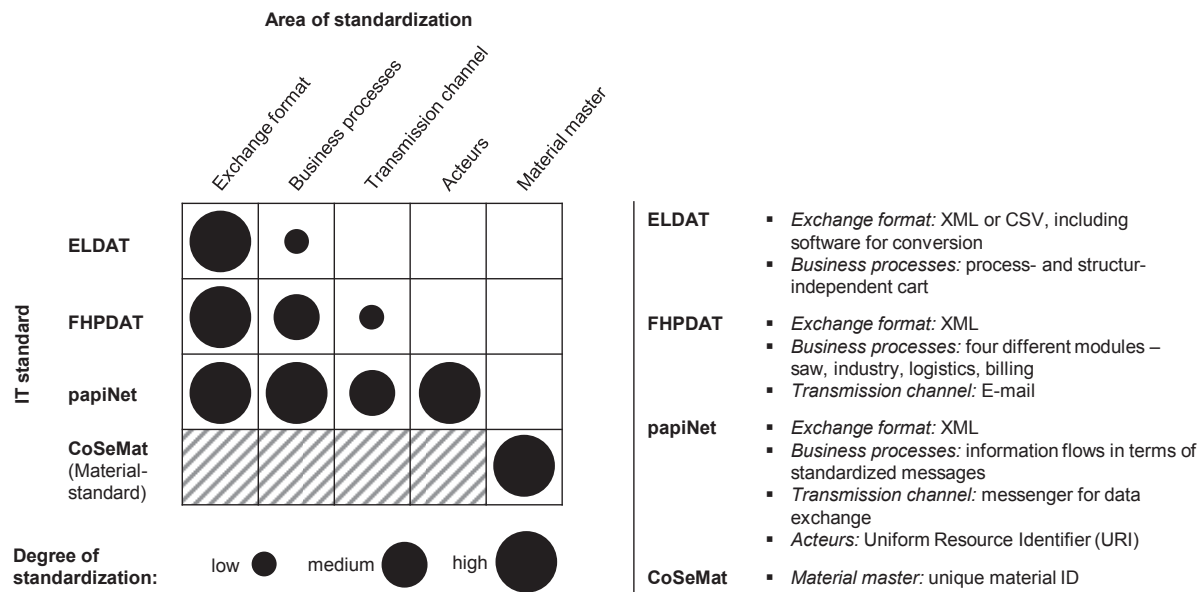 Area of standardization
Exchange format
Business processes
Transmission channel
Acteurs
Material master
IT standard
ELDAT
FHPDAT
papiNet
CoSeMat
(Material-
standard)
Degree of
standardization:
low
medium
high
ELDAT
▪ Exchange format: XML or CSV, including
software for conversion
▪ Business processes: process- and structur-
independent cart
FHPDAT
▪ Exchange format: XML
▪ Business processes: four different modules –
saw, industry, logistics, billing
▪ Transmission channel: E-mail
papiNet
▪ Exchange format: XML
▪ Business processes: information flows in terms of
standardized messages
▪ Transmission channel: messenger for data
exchange
▪ Acteurs: Uniform Resource Identifier (URI)
CoSeMat
▪ Material master: unique material ID